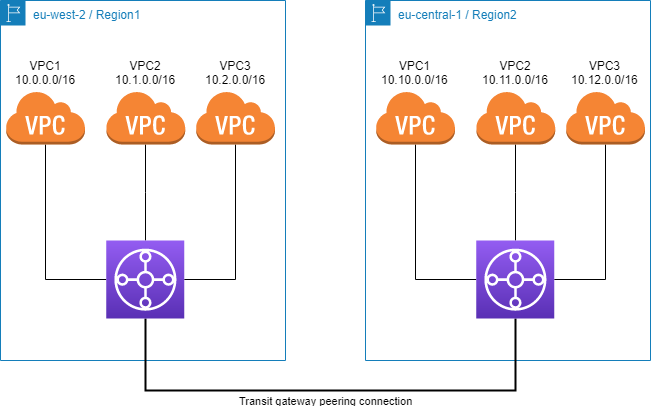 eu-west-2 / Region1
VPC1
10.0.0.0/16
VPC2
10.1.0.0/16
VPC3
10.2.0.0/16
VPC
VPC
VPC
eu-central-1 / Region2
VPC1
10.10.0.0/16
VPC2
10.11.0.0/16
VPC3
10.12.0.0/16
VPC
VPC
VPC
Transit gateway peering connection